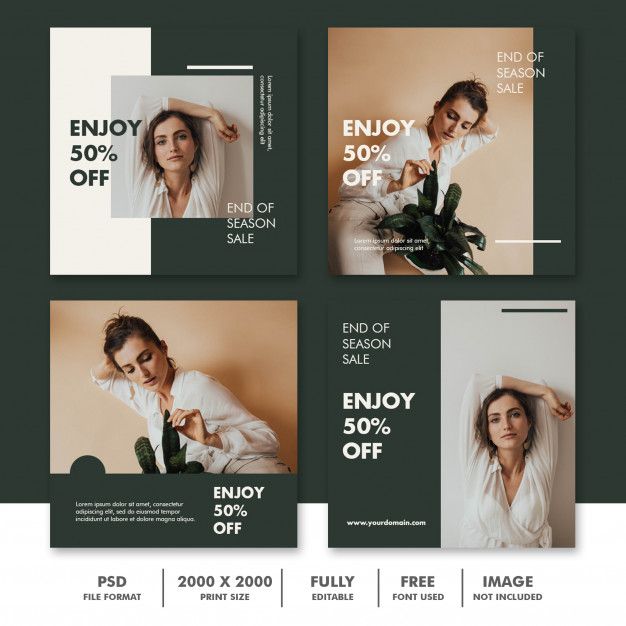 ENJOY
50%
OFF
Lorem ipsum dolor sit amet,
consectetur adipiscing elit.
END OF
SEASON
SALE
END OF
SEASON
SALE
ENJOY
50%
OFF
Lorem ipsum dolor sit amet,
consectetur adipiscing elit.
Lorem ipsum dolor sit amet, consectetur
adipiscing elit, sed do eiusmod tempor
incididunt ut labore et dolore magna aliqua.
ENJOY
50%
OFF
END OF
SEASON
SALE
ENJOY
50%
OFF
www.yourdomain.com
PSD
FILE FORMAT
2000 X 2000
PRINT SIZE
FULLY
EDITABLE
FREE
FONT USED
IMAGE
NOT INCLUDED